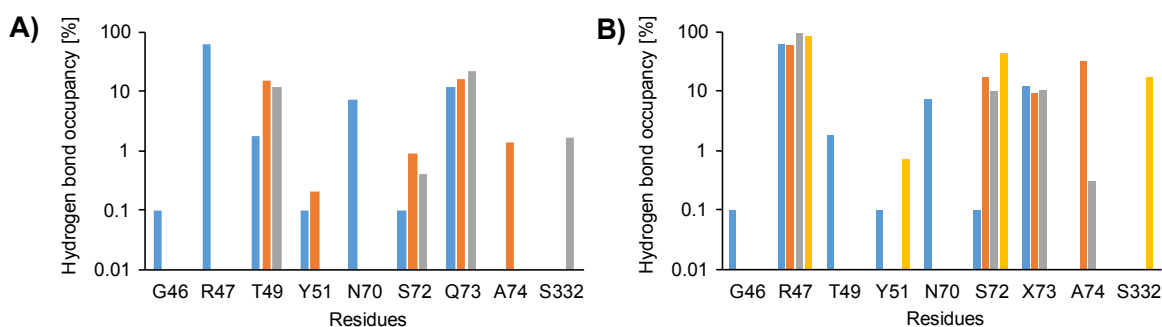 A)
Hydrogen bond occupancy [%]
100
10
1
0.1
0.01
G46 R47 T49 Y51 N70 S72 Q73 A74 S332
Residues
B)
Hydrogen bond occupancy [%]
100
10
1
0.1
0.01
G46 R47 T49 Y51 N70 S72 X73 A74 S332
Residues